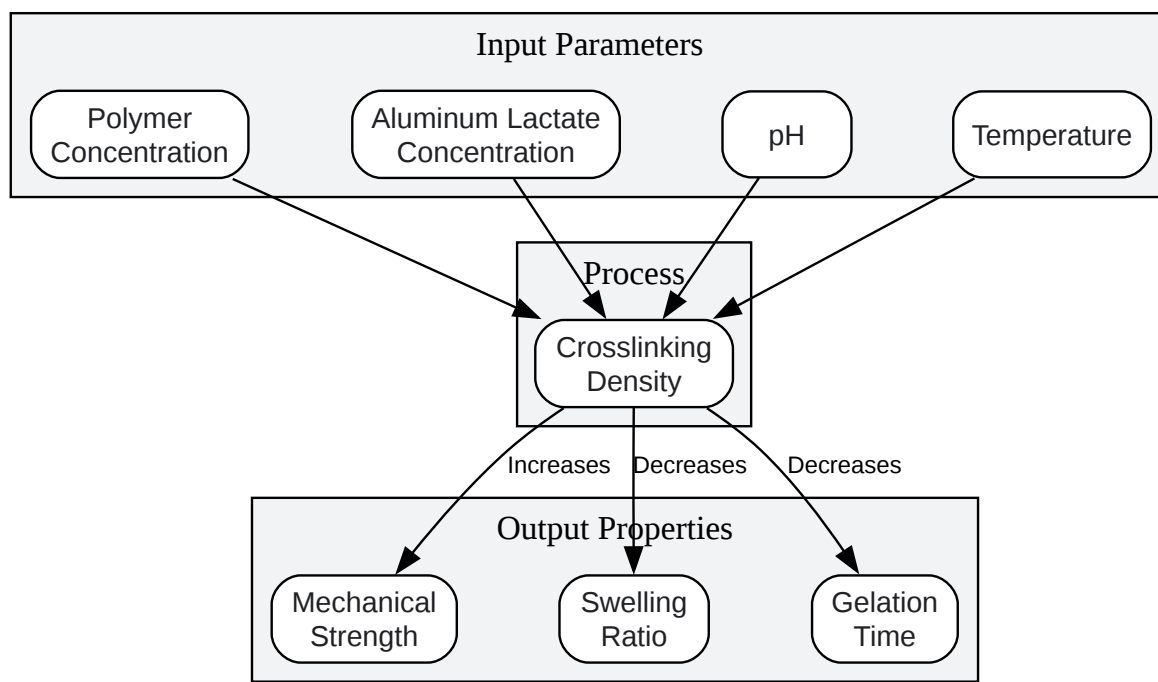 Input Parameters
Polymer
Concentration
Aluminum Lactate
Concentration
pH
Temperature
Process
Crosslinking
Density
Increases
Decreases
Decreases
Output Properties
Mechanical
Strength
Swelling
Ratio
Gelation
Time